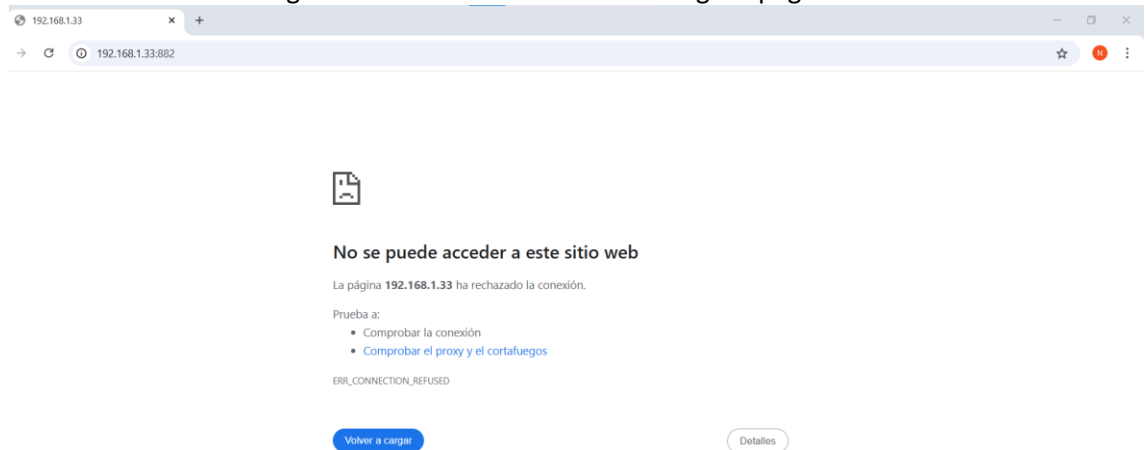 192.168.1.33
192.168.1.33:882
N
No se puede acceder a este sitio web
La página 192.168.1.33 ha rechazado la conexión.
Prueba a:
• Comprobar la conexión
• Comprobar el proxy y el cortafuegos
ERR_CONNECTION_REFUSED
Volver a cargar
Detalles